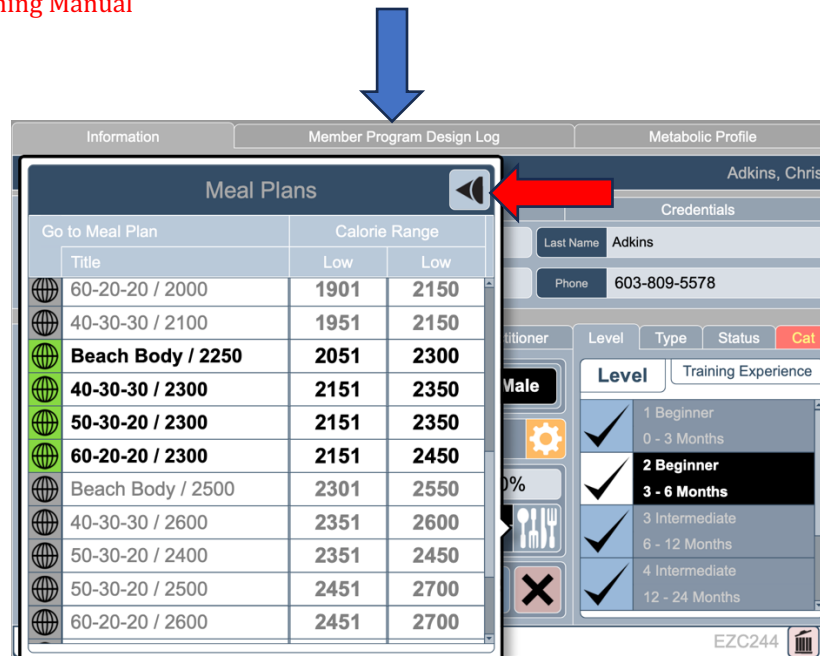 ning Manual
Information Member Program Design Log Metabolic Profile
Adkins, Chris
Meal Plans
Credentials
Go to Meal Plan Calorie Range
Last Name Adkins
Title Low Low
Phone 603-809-5578
60-20-20 / 2000 1901 2150
40-30-30 / 2100 1951 2150
titioner Level Type Status Cat
Beach Body / 2250 2051 2300
Level Training Experience
40-30-30 / 2300 2151 2350
Male
1 Beginner
0 - 3 Months
50-30-20 / 2300 2151 2350
60-20-20 / 2300 2151 2450
2 Beginner
3 - 6 Months
Beach Body / 2500 2301 2550
0%
40-30-30 / 2600 2351 2600
3 Intermediate
6 - 12 Months
50-30-20 / 2400 2351 2450
50-30-20 / 2500 2451 2700
4 Intermediate
12 - 24 Months
60-20-20 / 2600 2451 2700
EZC244